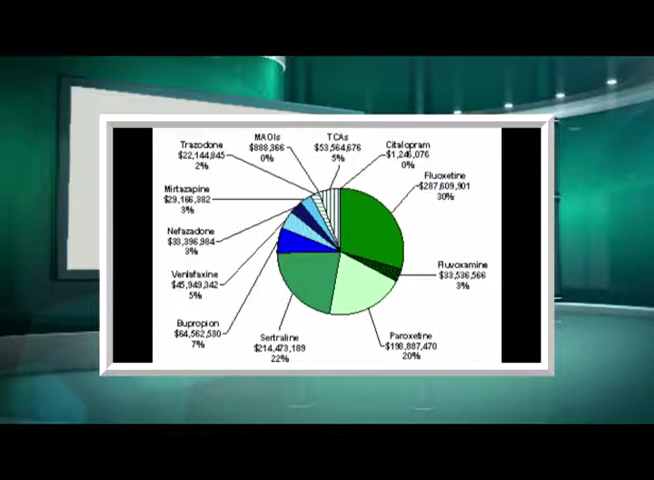 MAOIs
$888,366
0%
TCAs
$53,564,676
5%
Citalopram
$1,246,076
0%
Trazodone
$22,144,845
2%
Fluoxetine
$287,609,901
30%
Mirtazapine
$29,166,382
3%
Nefazadone
$33,396,984
3%
Fluvoxamine
$33,536,566
3%
Venlafaxine
$45,949,342
5%
Bupropion
$64,562,530
7%
Sertraline
$214,473,189
22%
Paroxetine
$198,887,470
20%